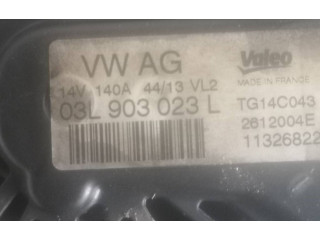 VW AG
Valeo
MADE IN FRANCE
14V 140A 44/13 VL2
03L 903 023 L
TG14C043
2612004E
11326822